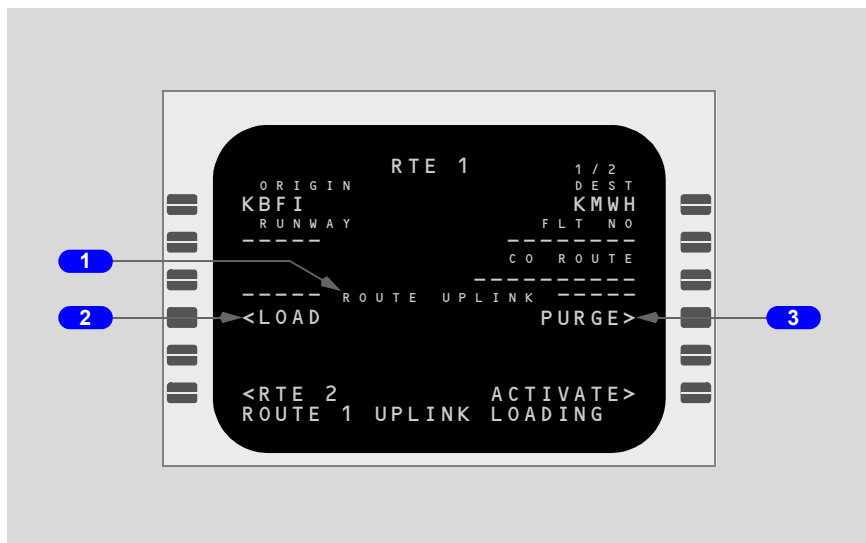 RTE 1
1/2
ORIGIN DEST
KBFI KMWH
RUNWAY FLT NO
----- --------
CO ROUTE
----------
1
----- ROUTE UPLINK -----
2 <LOAD PURGE> 3
<RTE 2 ACTIVATE>
ROUTE 1 UPLINK LOADING